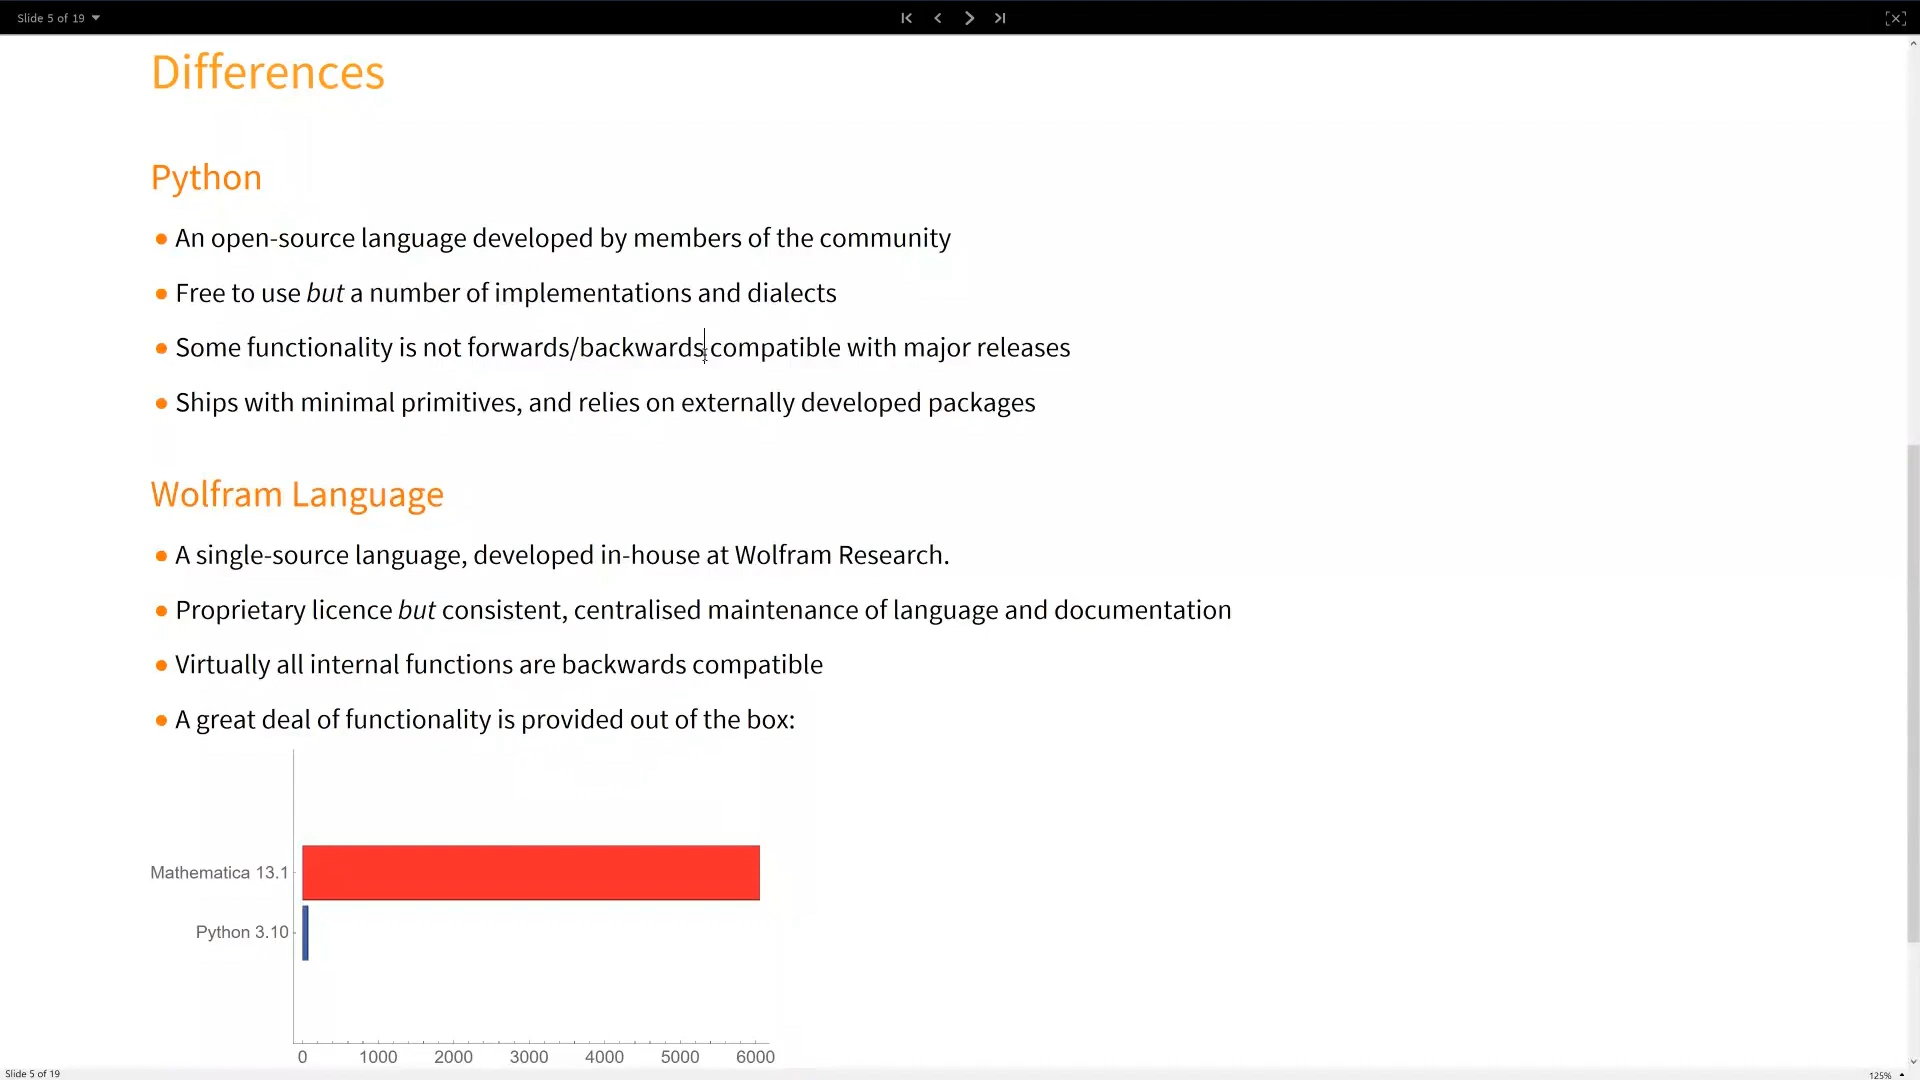 Slide 5 of 19
Differences
Python
An open-source language developed by members of the community
Free to use but a number of implementations and dialects
Some functionality is not forwards/backwards compatible with major releases
Ships with minimal primitives, and relies on externally developed packages
Wolfram Language
A single-source language, developed in-house at Wolfram Research.
Proprietary licence but consistent, centralised maintenance of language and documentation
Virtually all internal functions are backwards compatible
A great deal of functionality is provided out of the box:
Mathematica 13.1
Python 3.10
0 1000 2000 3000 4000 5000 6000
Slide 5 of 19
125%